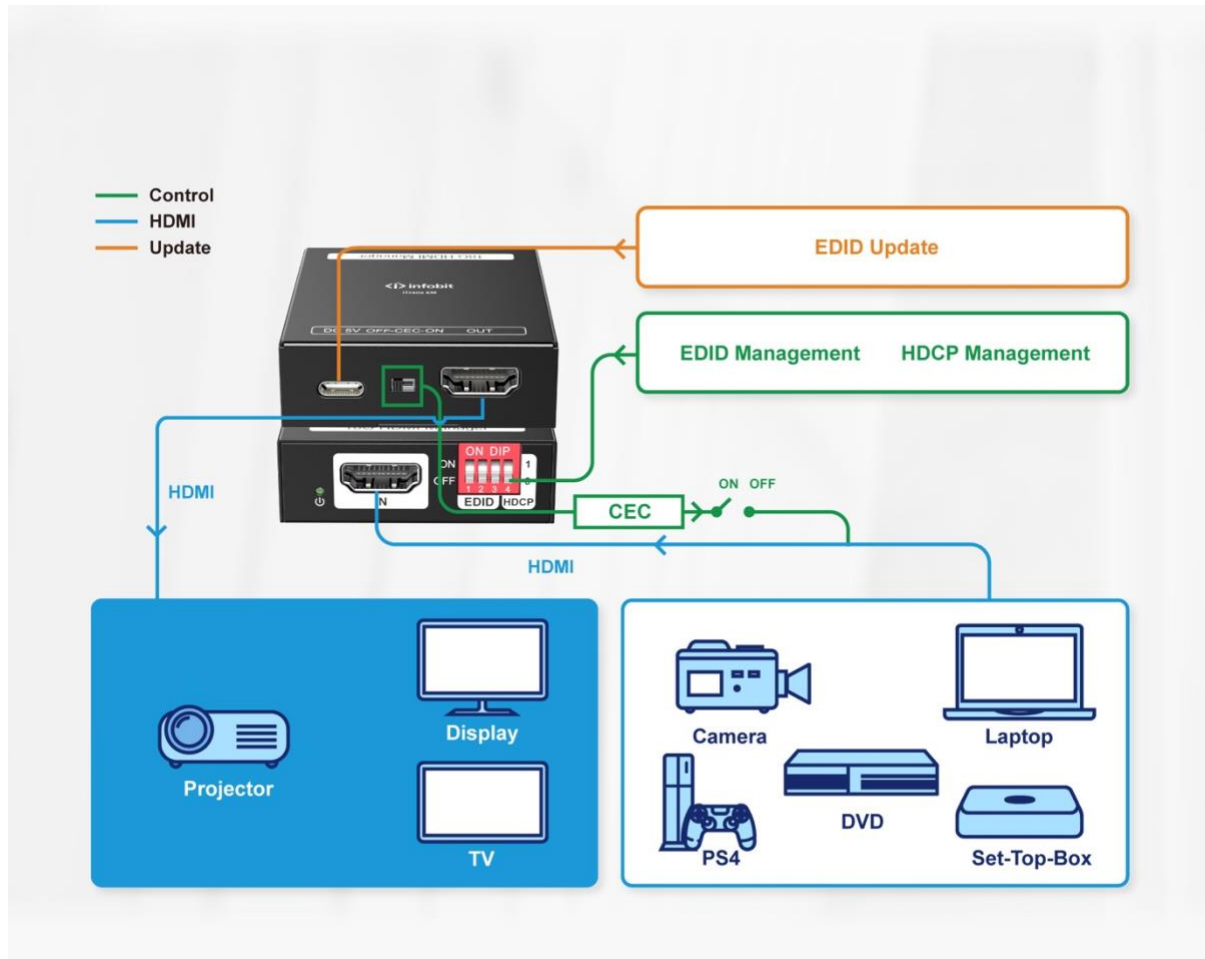 Control
HDMI
Update
EDID Update
EDID Management HDCP Management
infobit
DC 5V OFF-CEC-ON OUT
ON DIP
ON
OFF
1
1 2 3 4
IN
EDID HDCP
HDMI
CEC
ON OFF
HDMI
Projector
Display
TV
Camera
Laptop
PS4
DVD
Set-Top-Box